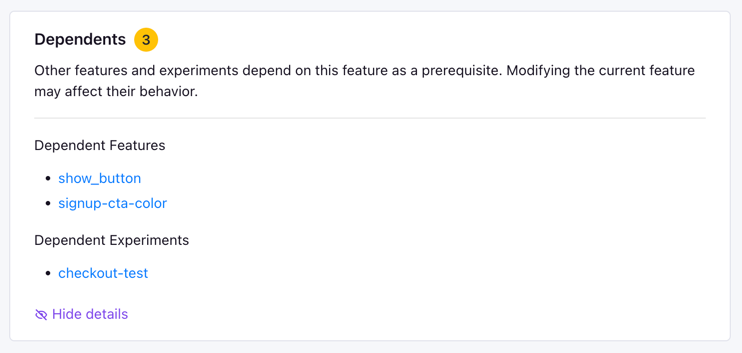 Dependents 3
Other features and experiments depend on this feature as a prerequisite. Modifying the current feature
may affect their behavior.
Dependent Features
• show_button
• signup-cta-color
Dependent Experiments
• checkout-test
Hide details